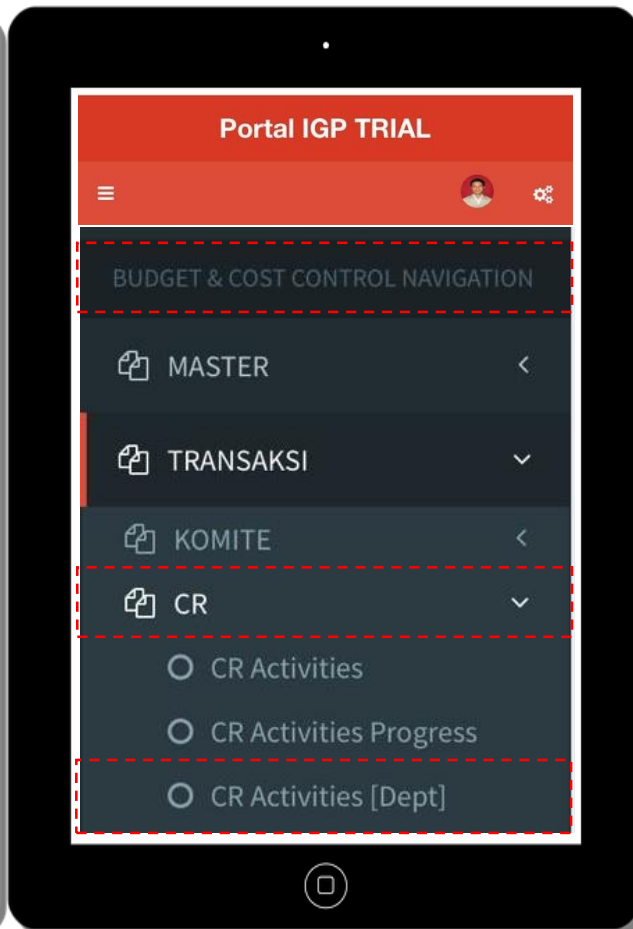 Portal IGP TRIAL
BUDGET & COST CONTROL NAVIGATION
MASTER
TRANSAKSI
KOMITE
CR
CR Activities
CR Activities Progress
CR Activities [Dept]